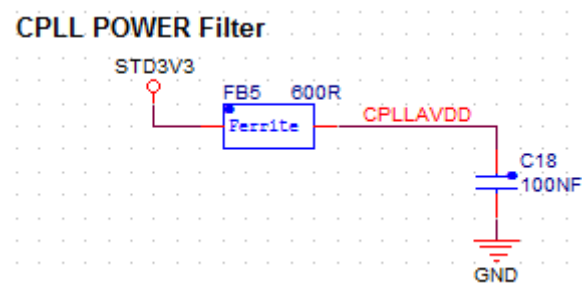 CPLL POWER Filter
STD3V3
FB5 600R
Ferrite
CPLLAVDD
C18
100NF
GND